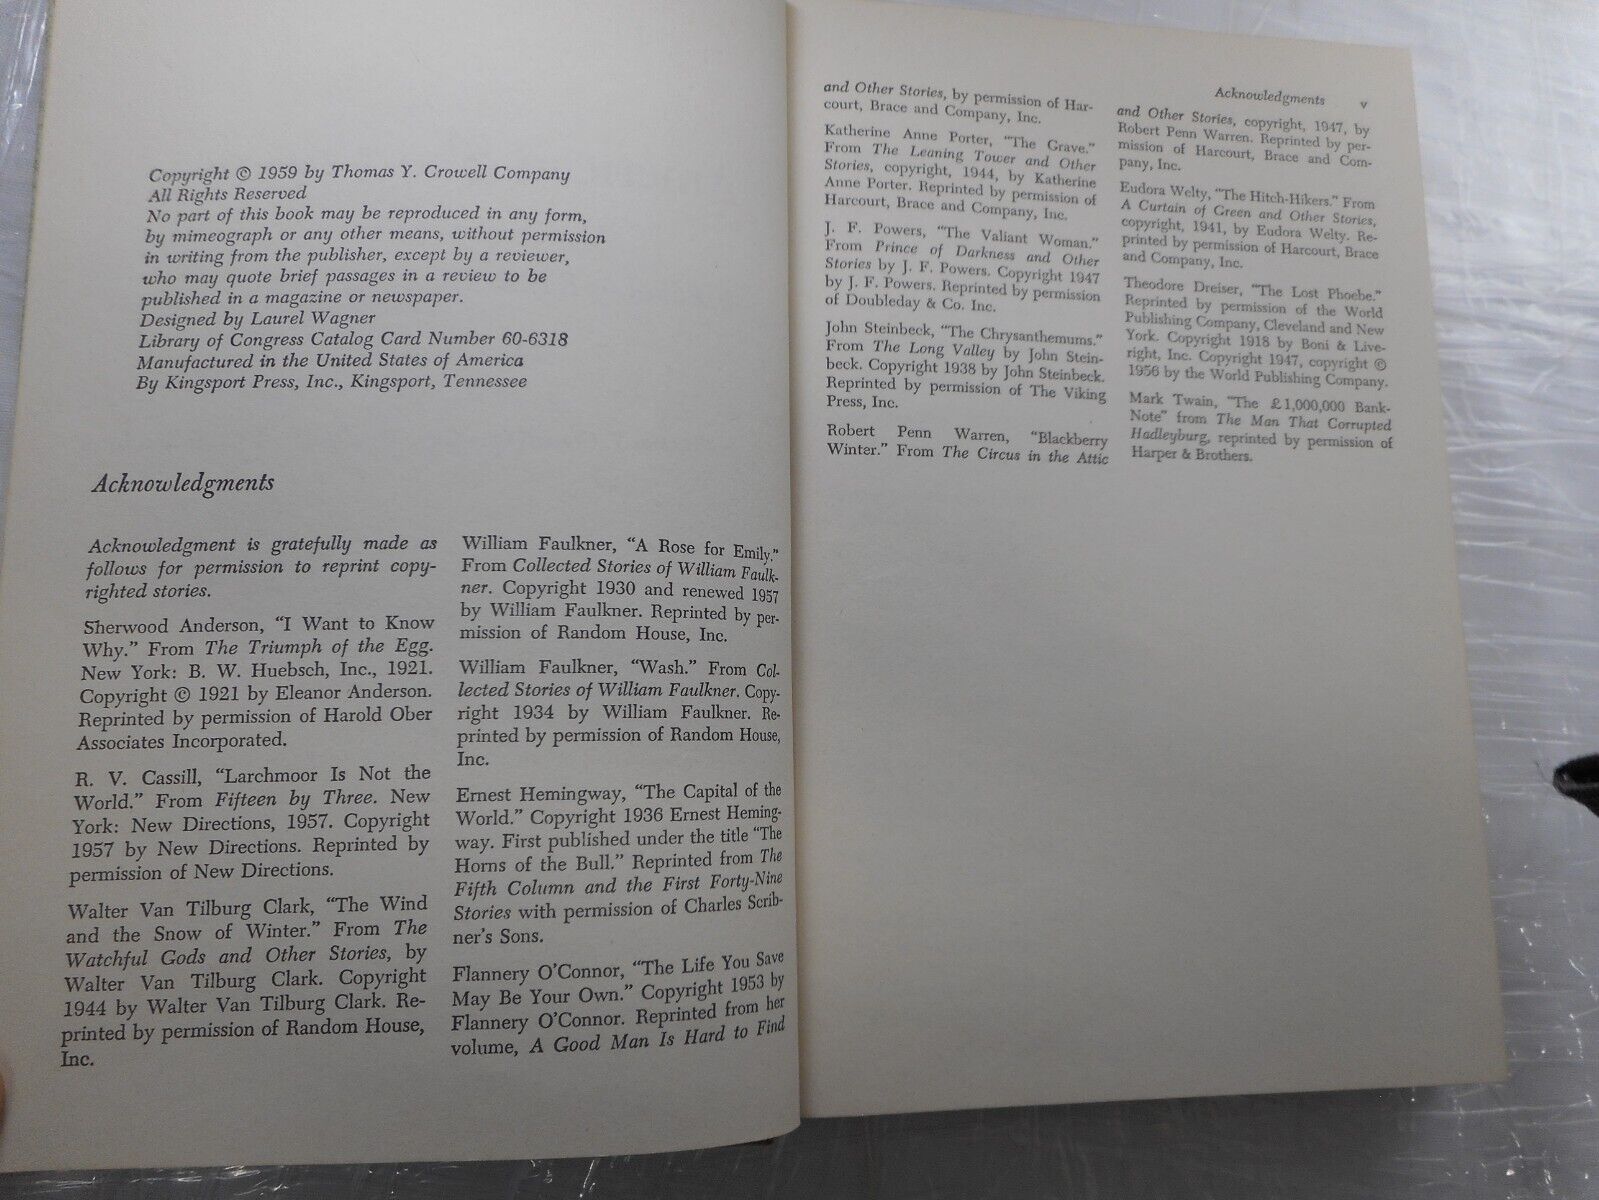 Copyright © 1959 by Thomas Y. Crowell Company
All Rights Reserved
No part of this book may be reproduced in any form,
by mimeograph or any other means, without permission
in writing from the publisher, except by a reviewer,
who may quote brief passages in a review to be
published in a magazine or newspaper.
Designed by Laurel Wagner
Library of Congress Catalog Card Number 60-6318
Manufactured in the United States of America
By Kingsport Press, Inc., Kingsport, Tennessee
Acknowledgments
Acknowledgment is gratefully made as
follows for permission to reprint copy-
righted stories.
Sherwood Anderson, “I Want to Know
Why.” From The Triumph of the Egg.
New York: B. W. Huebsch, Inc., 1921.
Copyright © 1921 by Eleanor Anderson.
Reprinted by permission of Harold Ober
Associates Incorporated.
R. V. Cassill, “Larchmoor Is Not the
World.” From Fifteen by Three. New
York: New Directions, 1957. Copyright
1957 by New Directions. Reprinted by
permission of New Directions.
Walter Van Tilburg Clark, “The Wind
and the Snow of Winter.” From The
Watchful Gods and Other Stories, by
Walter Van Tilburg Clark. Copyright
1944 by Walter Van Tilburg Clark. Re-
printed by permission of Random House,
Inc.
William Faulkner, “A Rose for Emily.”
From Collected Stories of William Faulk-
ner. Copyright 1930 and renewed 1957
by William Faulkner. Reprinted by per-
mission of Random House, Inc.
William Faulkner, “Wash.” From Col-
lected Stories of William Faulkner. Copy-
right 1934 by William Faulkner. Re-
printed by permission of Random House,
Inc.
Ernest Hemingway, “The Capital of the
World.” Copyright 1936 Ernest Heming-
way. First published under the title “The
Horns of the Bull.” Reprinted from The
Fifth Column and the First Forty-Nine
Stories with permission of Charles Scrib-
ner’s Sons.
Flannery O’Connor, “The Life You Save
May Be Your Own.” Copyright 1953 by
Flannery O’Connor. Reprinted from her
volume, A Good Man Is Hard to Find
Acknowledgments v
and Other Stories, by permission of Har-
court, Brace and Company, Inc.
Katherine Anne Porter, “The Grave.”
From The Leaning Tower and Other
Stories, copyright, 1944, by Katherine
Anne Porter. Reprinted by permission of
Harcourt, Brace and Company, Inc.
J. F. Powers, “The Valiant Woman.”
From Prince of Darkness and Other
Stories by J. F. Powers. Copyright 1947
by J. F. Powers. Reprinted by permission
of Doubleday & Co. Inc.
John Steinbeck, “The Chrysanthemums.”
From The Long Valley by John Stein-
beck. Copyright 1938 by John Steinbeck.
Reprinted by permission of The Viking
Press, Inc.
Robert Penn Warren, “Blackberry
Winter.” From The Circus in the Attic
and Other Stories, copyright, 1947, by
Robert Penn Warren. Reprinted by per-
mission of Harcourt, Brace and Com-
pany, Inc.
Eudora Welty, “The Hitch-Hikers.” From
A Curtain of Green and Other Stories,
copyright, 1941, by Eudora Welty. Re-
printed by permission of Harcourt, Brace
and Company, Inc.
Theodore Dreiser, “The Lost Phoebe.”
Reprinted by permission of the World
Publishing Company, Cleveland and New
York. Copyright 1918 by Boni & Live-
right, Inc. Copyright 1947, copyright ©
1956 by the World Publishing Company.
Mark Twain, “The £1,000,000 Bank-
Note” from The Man That Corrupted
Hadleyburg, reprinted by permission of
Harper & Brothers.